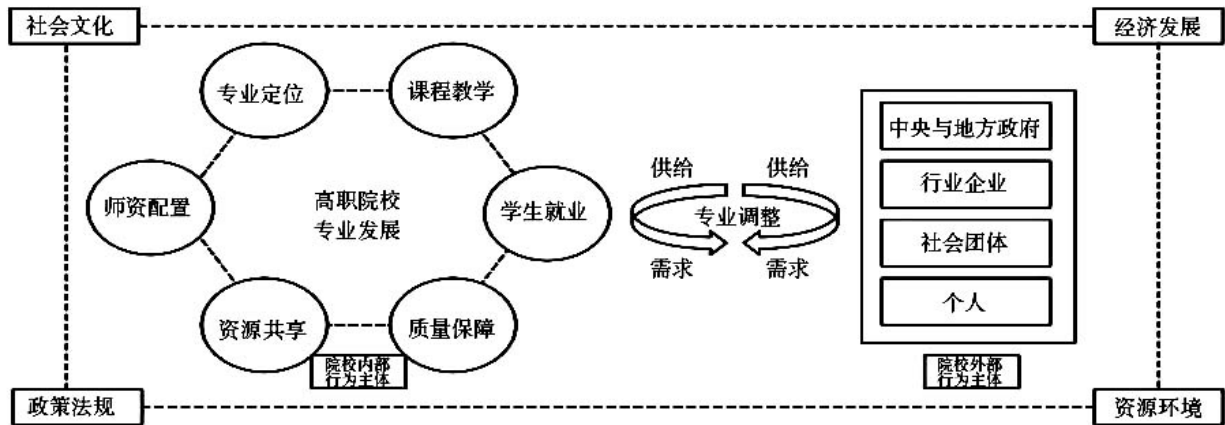 社会文化
经济发展
专业定位
课程教学
中央与地方政府
供给
供给
行业企业
师资配置
高职院校
专业发展
学生就业
专业调整
社会团体
需求
需求
个人
资源共享
质量保障
院校内部
行为主体
院校外部
行为主体
政策法规
资源环境